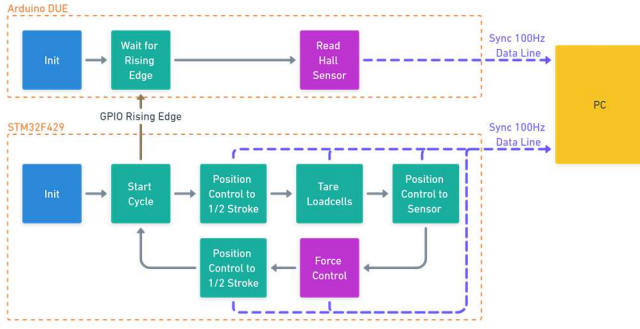 Arduino DUE
Init
Wait for
Rising
Edge
Read
Hall
Sensor
Sync 100Hz
Data Line
PC
GPIO Rising Edge
STM32F429
Sync 100Hz
Data Line
Init
Start
Cycle
Position
Control to
1/2 Stroke
Tare
Loadcells
Position
Control to
Sensor
Position
Control to
1/2 Stroke
Force
Control